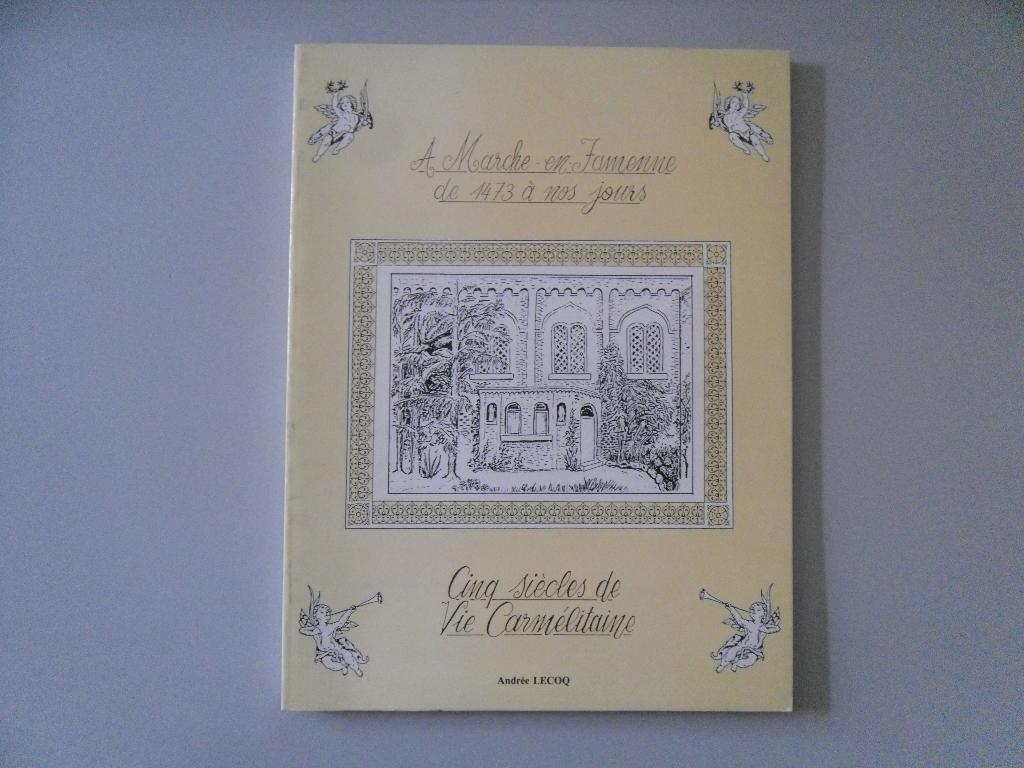 A Marche-en-Famenne
de 1473 à nos jours
Cinq siècles de
Vie Carmélitaine
Andrée LECOQ